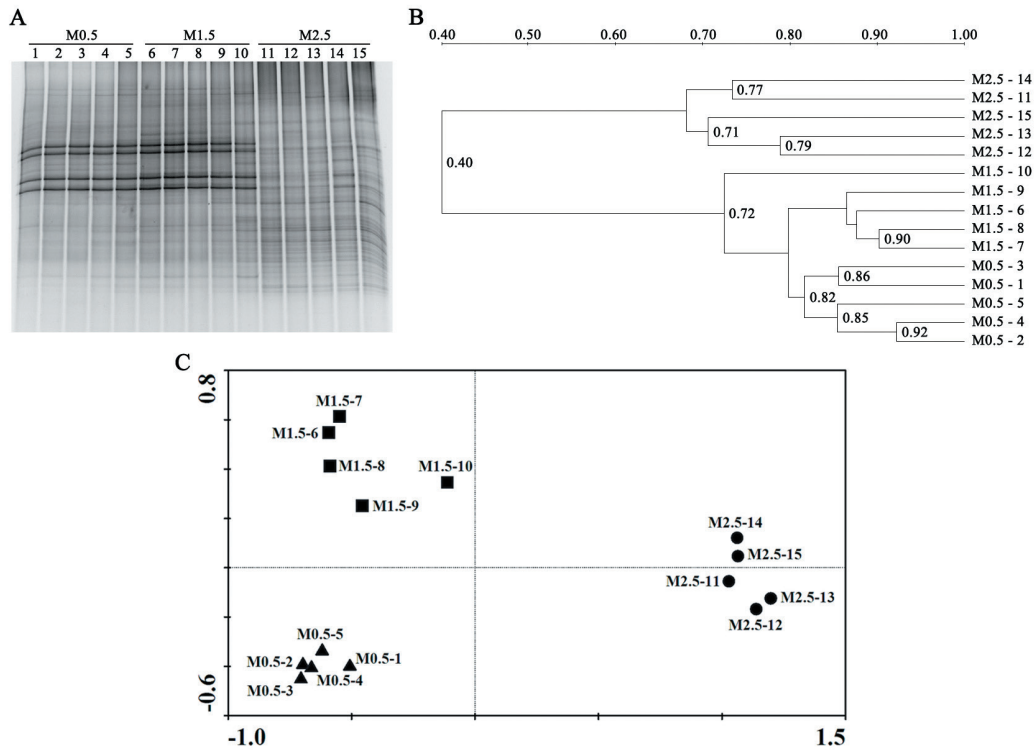 A
M0.5 M1.5 M2.5
1 2 3 4 5 6 7 8 9 10 11 12 13 14 15
B
0.40 0.50 0.60 0.70 0.80 0.90 1.00
M2.5 - 14
0.77
M2.5 - 11
M2.5 - 15
0.71
M2.5 - 13
0.79
M2.5 - 12
0.40
M1.5 - 10
M1.5 - 9
0.72
M1.5 - 6
M1.5 - 8
0.90
M1.5 - 7
M0.5 - 3
0.86
M0.5 - 1
0.82
M0.5 - 5
0.85
M0.5 - 4
0.92
M0.5 - 2
C
0.8
M1.5-7
M1.5-6
M1.5-8
M1.5-10
M1.5-9
M2.5-14
M2.5-15
M2.5-11
M2.5-13
M2.5-12
M0.5-5
M0.5-2
M0.5-1
M0.5-4
M0.5-3
-0.6
-1.0 1.5